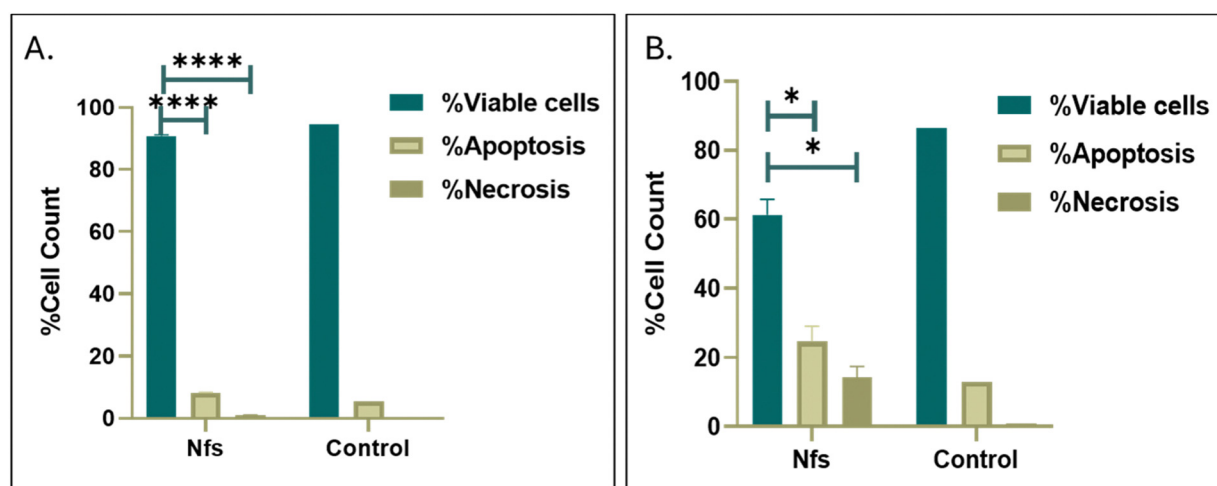 A.
****
****
%Cell Count
100
80
60
40
20
0
Nfs
Control
%Viable cells
%Apoptosis
%Necrosis
B.
*
*
%Cell Count
100
80
60
40
20
0
Nfs
Control
%Viable cells
%Apoptosis
%Necrosis